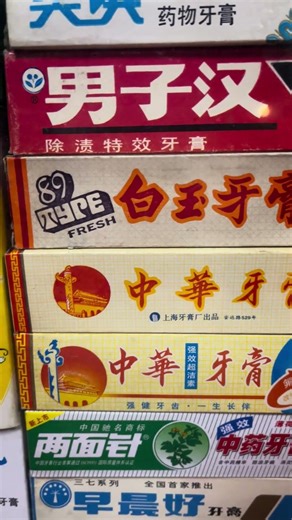 药物牙膏
男子汉
除渍特效牙膏
89
TYPE
FRESH
白玉牙膏
中華牙膏
上海牙膏厂出品
强效超洁素
中華牙膏
强健牙齿·一生长伴
中国驰名商标
两面针
强效
中药牙膏
三七系列 全国首家推出
早晨好 牙膏
牙膏